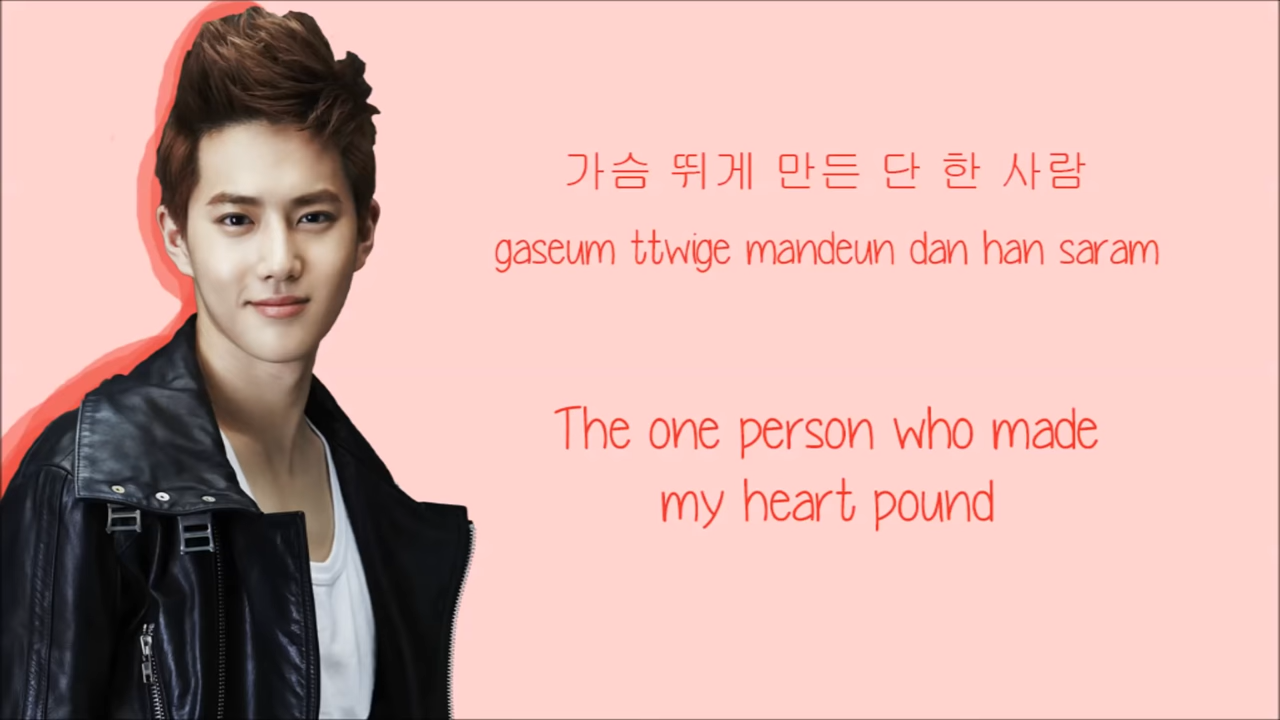 가슴 뛰게 만든 단 한 사람
gaseum ttwige mandeun dan han saram
The one person who made
my heart pound